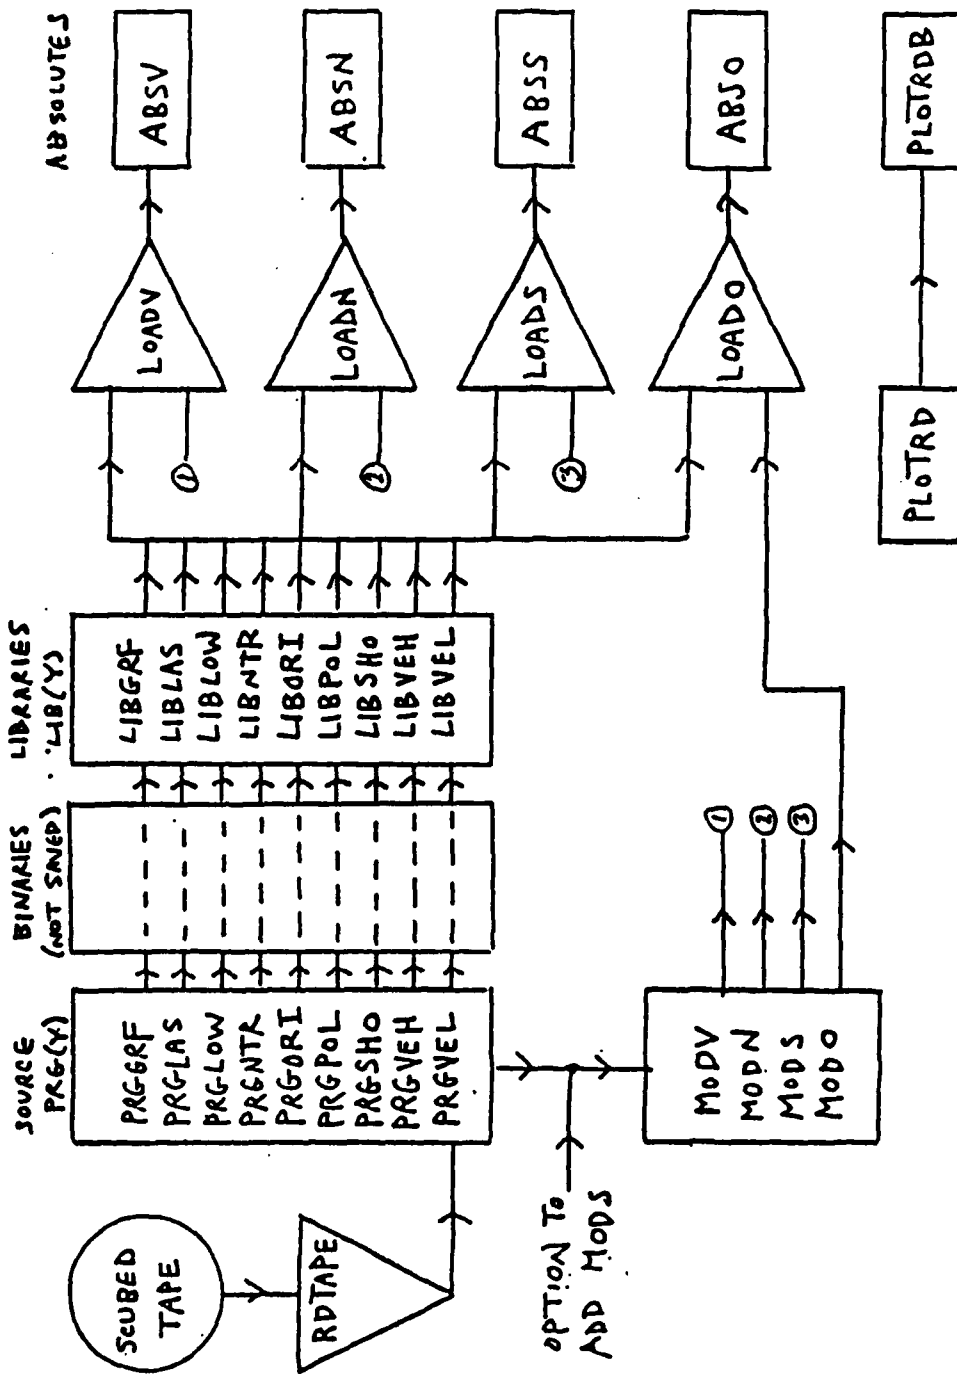 SCUBED
TAPE
RDTAPE
SOURCE
PRG(Y)
PRGGRF
PRGLAS
PRGLOW
PRGNTR
PRGORI
PRGPOL
PRGSHO
PRGVEH
PRGVEL
BINARIES
(NOT SAVED)
LIBRARIES
LIB(Y)
LIBGRF
LIBLAS
LIBLOW
LIBNTR
LIBORI
LIBPOL
LIBSHO
LIBVEH
LIBVEL
ABSOLUTES
LOADV
ABSV
1
LOADN
ABSN
2
LOADS
ABSS
3
LOADO
ABSO
OPTION TO
ADD MODS
MODV
MODN
MODS
MODO
1
2
3
PLOTRD
PLOTRDB